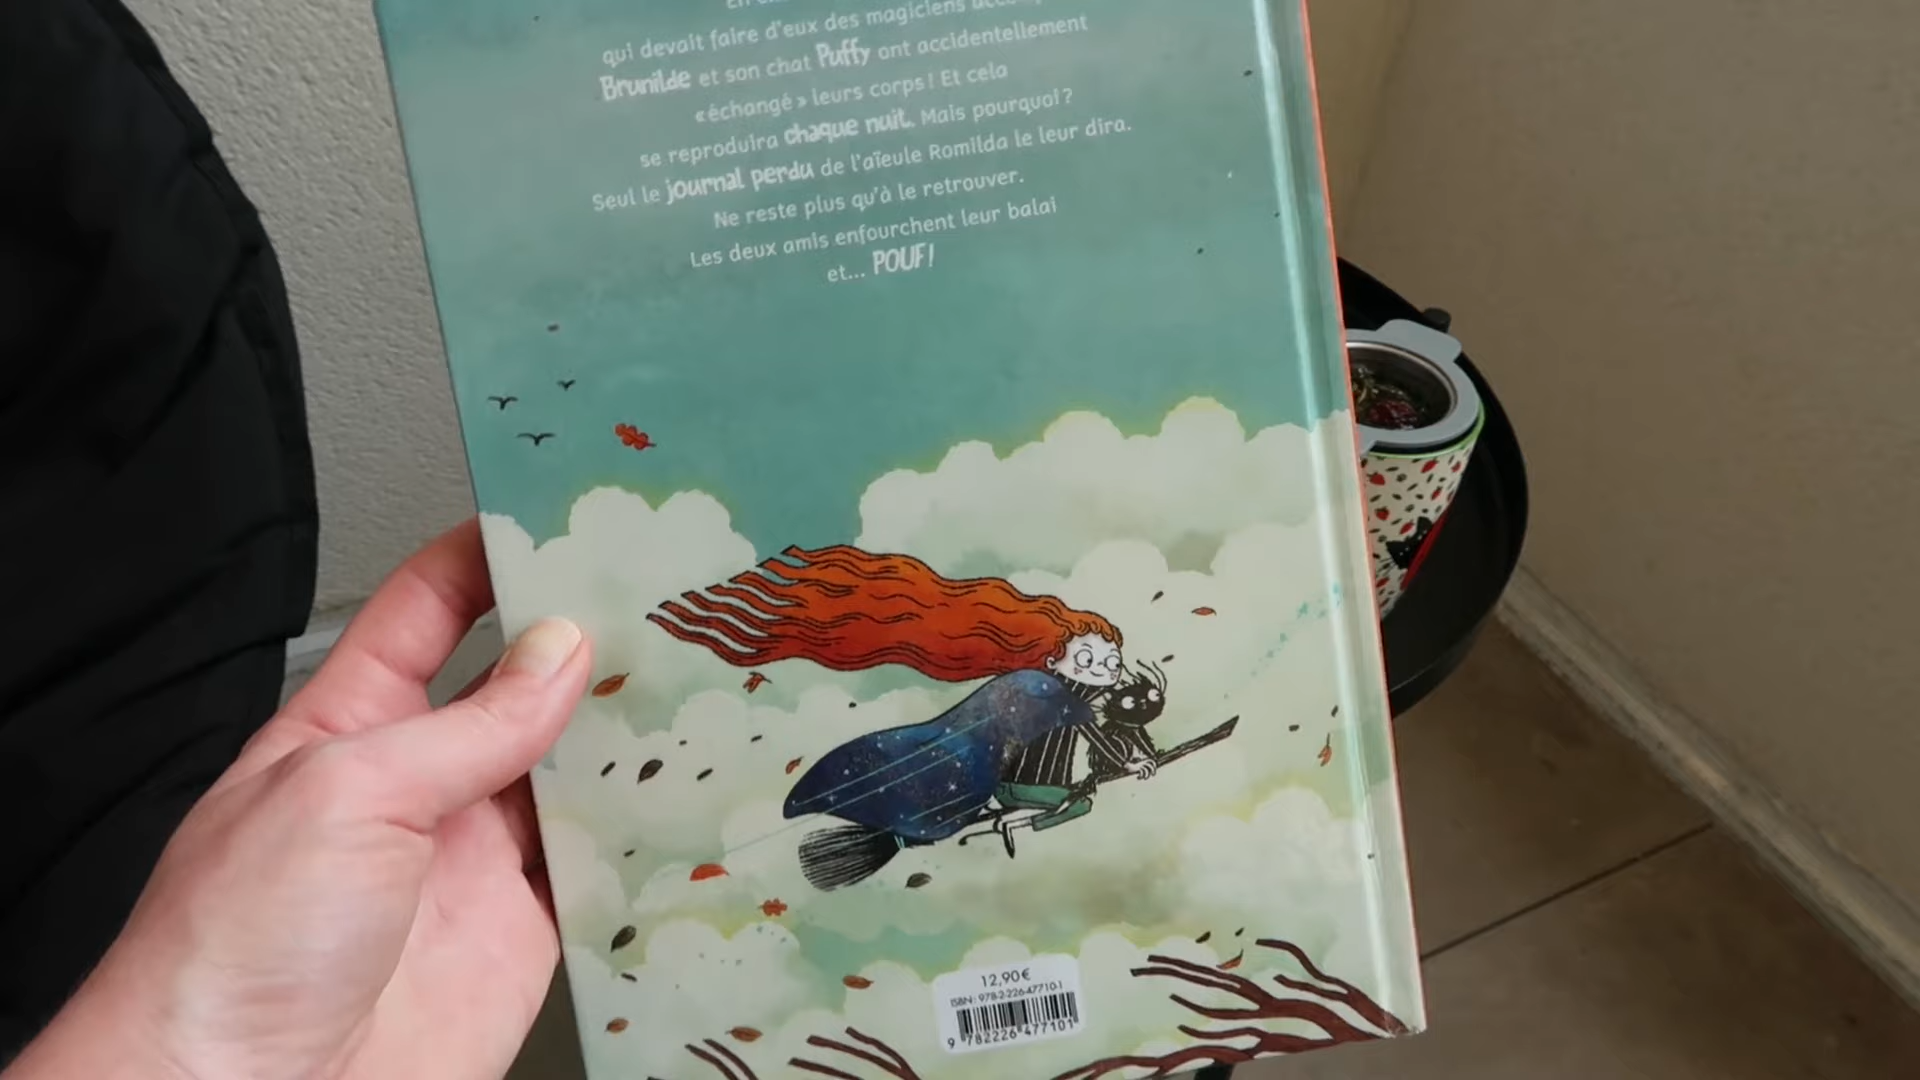 qui devait faire d'eux des magiciens
Brunilde et son chat Puffy ont accidentellement
«échangé» leurs corps! Et cela
se reproduira chaque nuit. Mais pourquoi?
Seul le journal perdu de l'aïeule Romilda le leur dira.
Ne reste plus qu'à le retrouver.
Les deux amis enfourchent leur balai
et... POUF!
12,90€
ISBN: 978-2-226-47710-1
9 782226 477101